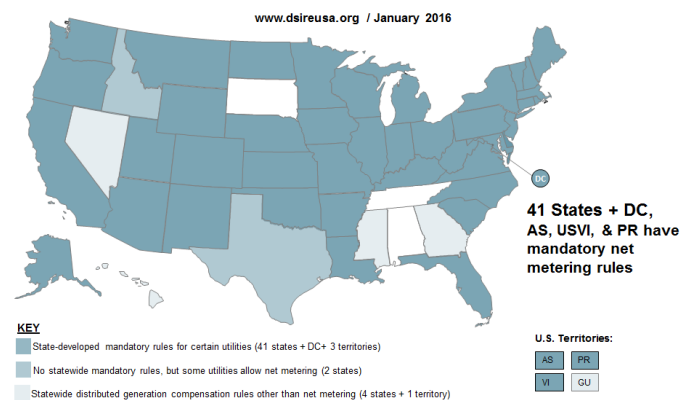 www.dsireusa.org / January 2016
DC
41 States + DC,
AS, USVI, & PR have
mandatory net
metering rules
KEY
State-developed mandatory rules for certain utilities (41 states + DC+ 3 territories)
No statewide mandatory rules, but some utilities allow net metering (2 states)
Statewide distributed generation compensation rules other than net metering (4 states + 1 territory)
U.S. Territories:
AS PR
VI GU